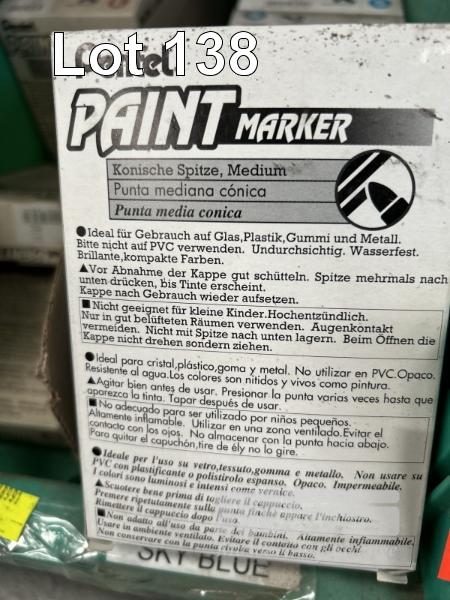 Lot 138
Pentel
PAINT MARKER
Konische Spitze, Medium
Punta mediana cónica
Punta media conica
●Ideal für Gebrauch auf Glas,Plastik,Gummi und Metall.
Bitte nicht auf PVC verwenden. Undurchsichtig. Wasserfest.
Brillante,kompakte Farben.
▲Vor Abnahme der Kappe gut schütteln. Spitze mehrmals nach
unten drücken, bis Tinte erscheint.
Kappe nach Gebrauch wieder aufsetzen.
■Nicht geeignet für kleine Kinder.Hochentzündlich.
Nur in gut belüfteten Räumen verwenden. Augenkontakt
vermeiden. Nicht mit Spitze nach unten lagern. Beim Öffnen die
Kappe nicht drehen sondern ziehen.
●Ideal para cristal,plástico,goma y metal. No utilizar en PVC.Opaco.
Resistente al agua.Los colores son nitidos y vivos como pintura.
▲Agitar bien antes de usar. Presionar la punta varias veces hasta que
aparezca la tinta. Tapar después de usar.
■No adecuado para ser utilizado por niños pequeños.
Altamente inflamable. Utilizar en una zona ventilado.Evitar el
contacto con los ojos. No almacenar con la punta hacia abajo.
Para quitar el capuchón,tire de ély no lo gire.
●Ideale per l'uso su vetro,tessuto,gomma e metallo. Non usare su
PVC con plastificante o polistirolo espanso. Opaco. Impermeabile.
I colori sono luminosi e intensi come vernice.
▲Scuotere bene prima di togliere il cappuccio.
Premere ripetutamente sulla punta finchè appare l'inchiostro.
Rimettere il cappuccio dopo l'uso.
■Non adatto all'uso da parte dei bambini. Altamente infiammabile.
Usare in ambiente ventilato. Evitare il contatto con gli occhi.
Non conservare con la punta rivolta verso il basso.
SKY BLUE